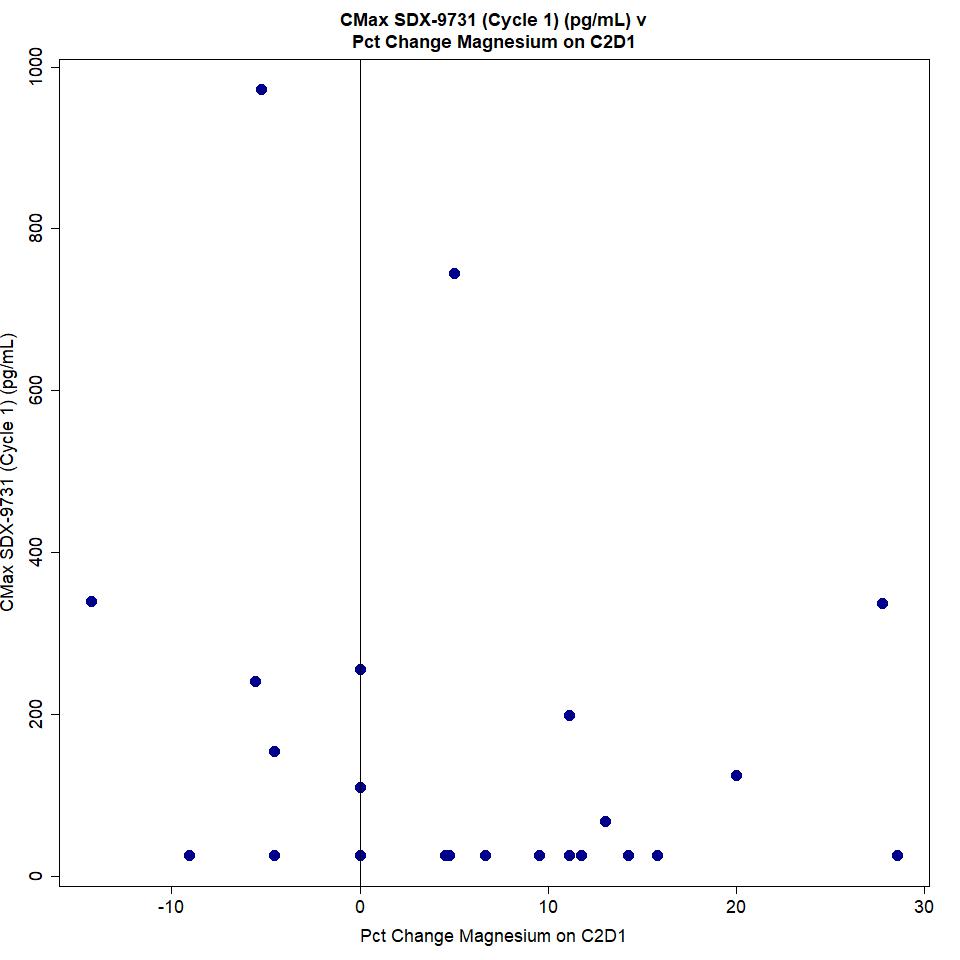 CMax SDX-9731 (Cycle 1) (pg/mL) v
Pct Change Magnesium on C2D1
CMax SDX-9731 (Cycle 1) (pg/mL)
1000
800
600
400
200
0
-10 0 10 20 30
Pct Change Magnesium on C2D1